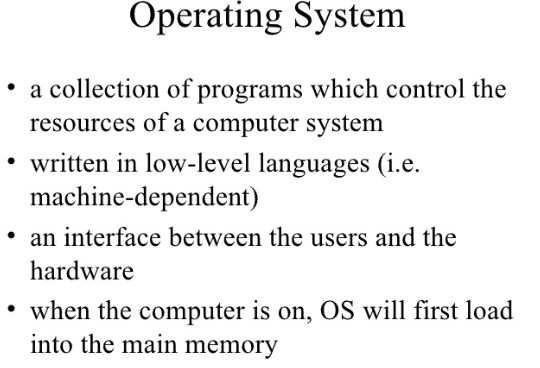 Operating System
• a collection of programs which control the
resources of a computer system
• written in low-level languages (i.e.
machine-dependent)
• an interface between the users and the
hardware
• when the computer is on, OS will first load
into the main memory